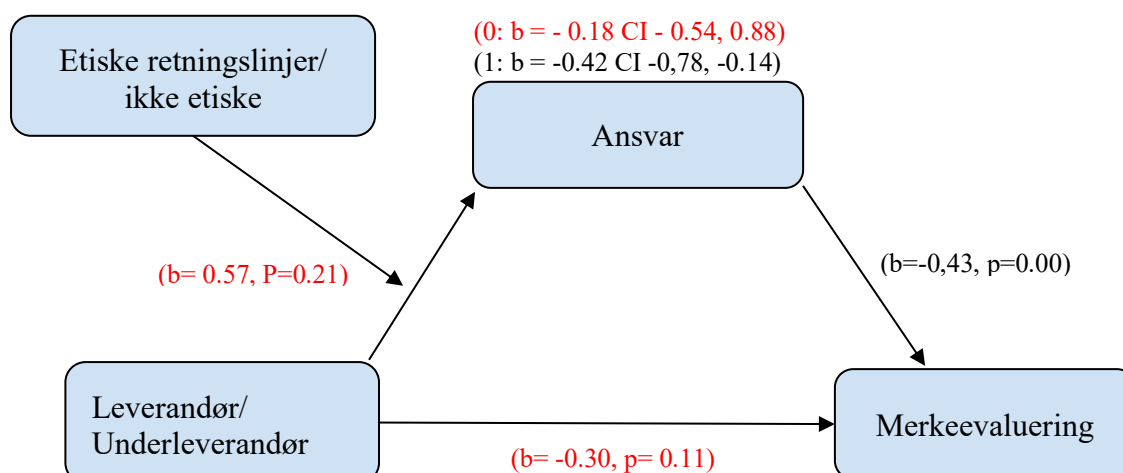 (0: b = - 0.18 CI - 0.54, 0.88)
(1: b = -0.42 CI -0,78, -0.14)
Etiske retningslinjer/
ikke etiske
Ansvar
(b= 0.57, P=0.21)
(b=-0,43, p=0.00)
Leverandør/
Underleverandør
Merkeevaluering
(b= -0.30, p= 0.11)